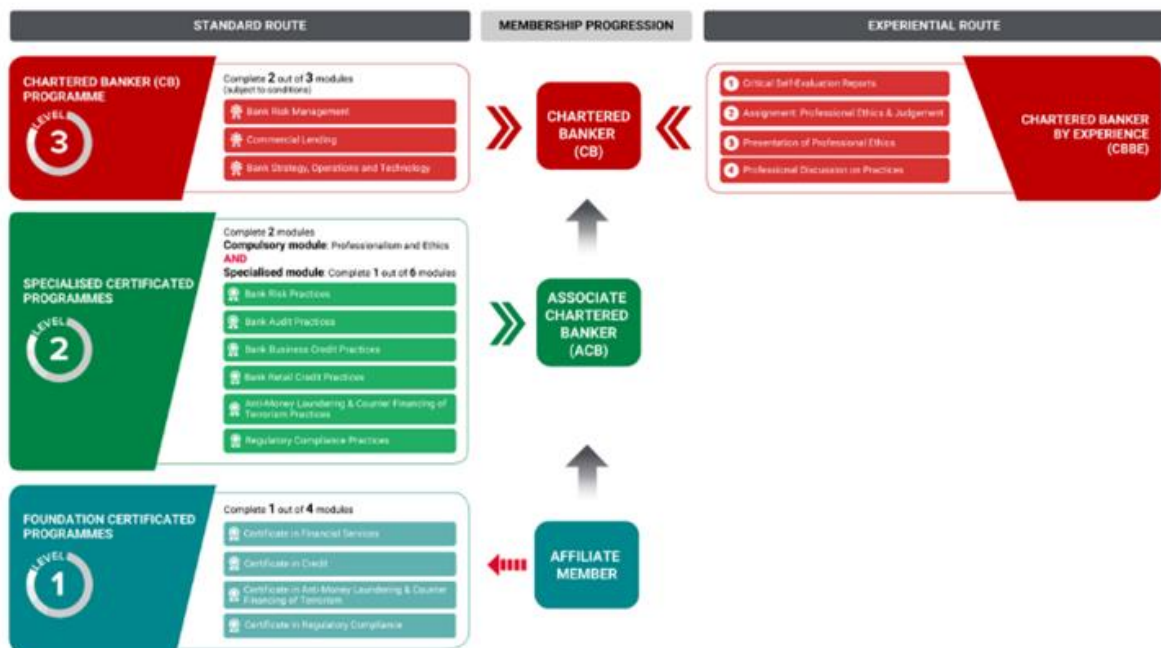 STANDARD ROUTE
MEMBERSHIP PROGRESSION
EXPERIENTIAL ROUTE
CHARTERED BANKER (CB)
PROGRAMME
LEVEL
3
Complete 2 out of 3 modules
(subject to conditions)
Bank Risk Management
Commercial Lending
Bank Strategy, Operations and Technology
CHARTERED
BANKER
(CB)
1 Critical Self-Evaluation Reports
2 Assignment: Professional Ethics & Judgement
3 Presentation of Professional Ethics
4 Professional Discussion on Practices
CHARTERED BANKER
BY EXPERIENCE
(CBBE)
SPECIALISED CERTIFICATED
PROGRAMMES
LEVEL
2
Complete 2 modules
Compulsory module: Professionalism and Ethics
AND
Specialised module: Complete 1 out of 6 modules
Bank Risk Practices
Bank Audit Practices
Bank Business Credit Practices
Bank Retail Credit Practices
Anti-Money Laundering & Counter Financing of
Terrorism Practices
Regulatory Compliance Practices
ASSOCIATE
CHARTERED
BANKER
(ACB)
FOUNDATION CERTIFICATED
PROGRAMMES
LEVEL
1
Complete 1 out of 4 modules
Certificate in Financial Services
Certificate in Credit
Certificate in Anti-Money Laundering & Counter
Financing of Terrorism
Certificate in Regulatory Compliance
AFFILIATE
MEMBER